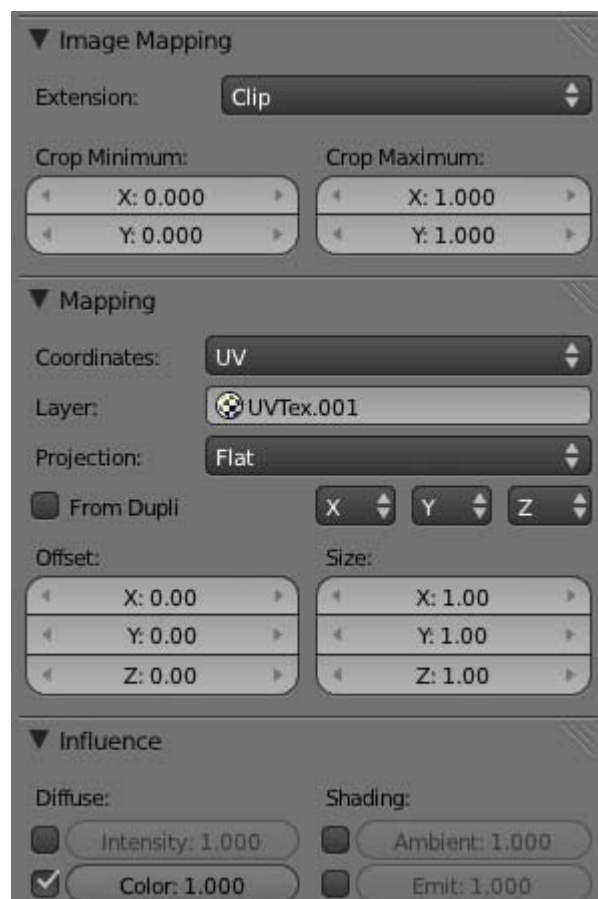 Image Mapping
Extension: Clip
Crop Minimum: Crop Maximum:
X: 0.000 X: 1.000
Y: 0.000 Y: 1.000
Mapping
Coordinates: UV
Layer: UVTex.001
Projection: Flat
From Dupli X Y Z
Offset: Size:
X: 0.00 X: 1.00
Y: 0.00 Y: 1.00
Z: 0.00 Z: 1.00
Influence
Diffuse: Shading:
Intensity: 1.000 Ambient: 1.000
Color: 1.000 Emit: 1.000